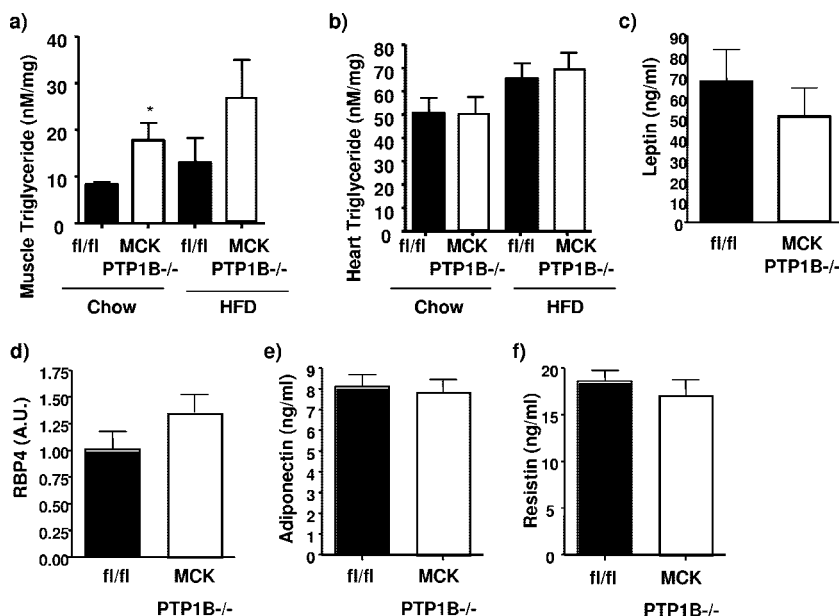 a)
Muscle Triglyceride (nM/mg)
40
30
20
10
0
*
fl/fl MCK fl/fl MCK
PTP1B-/- PTP1B-/-
Chow HFD
b)
Heart Triglyceride (nM/mg)
80
70
60
50
40
30
20
10
0
fl/fl MCK fl/fl MCK
PTP1B-/- PTP1B-/-
Chow HFD
c)
Leptin (ng/ml)
90
80
70
60
50
40
30
20
10
0
fl/fl MCK
PTP1B-/-
d)
RBP4 (A.U.)
1.75
1.50
1.25
1.00
0.75
0.50
0.25
0.00
fl/fl MCK
PTP1B-/-
e)
Adiponectin (ng/ml)
9
8
7
6
5
4
3
2
1
0
fl/fl MCK
PTP1B-/-
f)
Resistin (ng/ml)
20
15
10
5
0
fl/fl MCK
PTP1B-/-